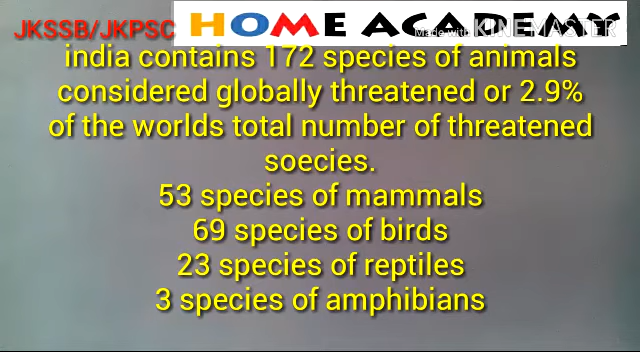 JKSSB/JKPSC HOME ACADEMY
Made with KINEMASTER
india contains 172 species of animals
considered globally threatened or 2.9%
of the worlds total number of threatened
soecies.
53 species of mammals
69 species of birds
23 species of reptiles
3 species of amphibians